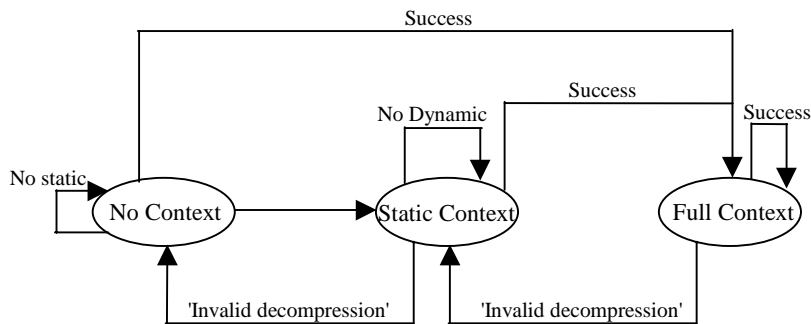 Success
Success
No Dynamic
Success
No static
No Context
Static Context
Full Context
'Invalid decompression'
'Invalid decompression'